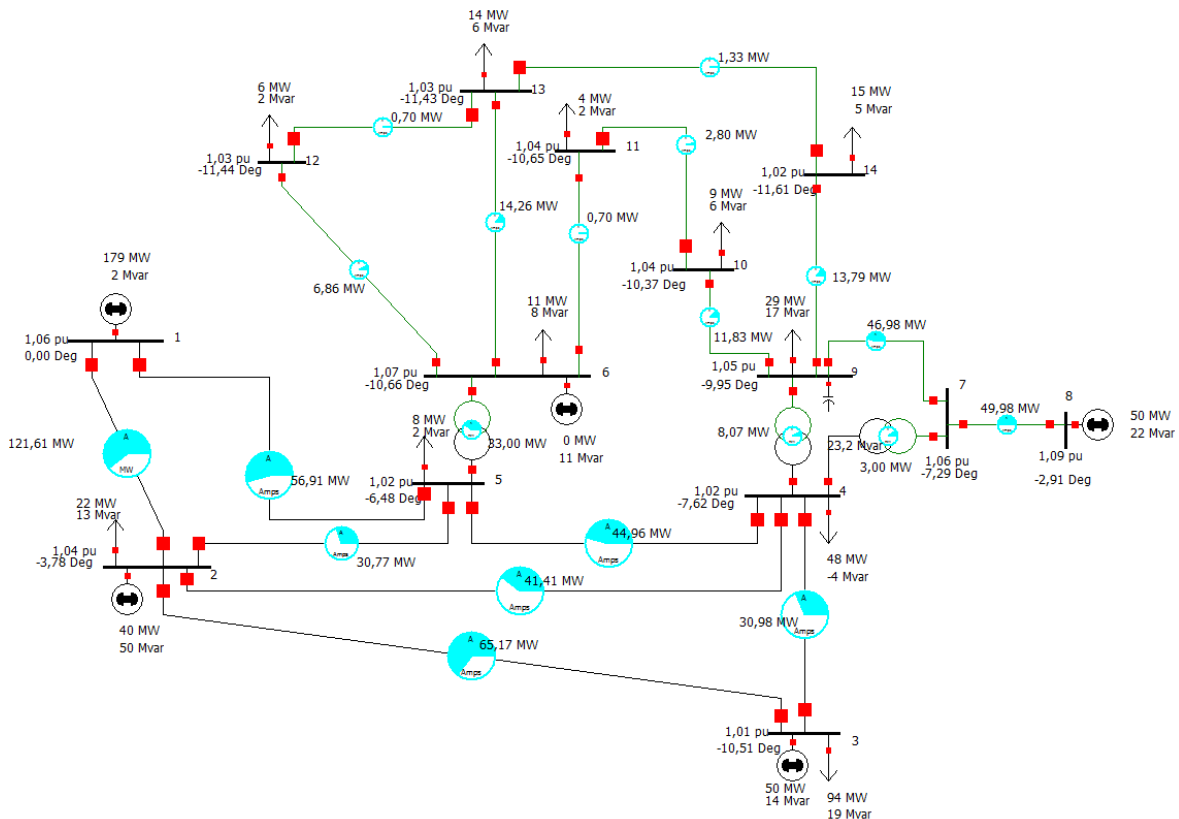 14 MW
6 Mvar
1,33 MW
1,03 pu
-11,43 Deg
13
6 MW
2 Mvar
0,70 MW
4 MW
2 Mvar
15 MW
5 Mvar
2,80 MW
1,03 pu
-11,44 Deg
12
1,04 pu
-10,65 Deg
11
1,02 pu
-11,61 Deg
14
9 MW
6 Mvar
14,26 MW
0,70 MW
179 MW
2 Mvar
1,04 pu
-10,37 Deg
10
6,86 MW
13,79 MW
11 MW
8 Mvar
29 MW
17 Mvar
46,98 MW
1,06 pu
0,00 Deg
1
11,83 MW
1,07 pu
-10,66 Deg
6
1,05 pu
-9,95 Deg
9
7
8
0 MW
11 Mvar
8 MW
2 Mvar
33,00 MW
8,07 MW
23,2 Mvar
3,00 MW
49,98 MW
50 MW
22 Mvar
121,61 MW
A
MW
A
Amps
56,91 MW
1,02 pu
-6,48 Deg
5
1,06 pu
-7,29 Deg
1,09 pu
-2,91 Deg
1,02 pu
-7,62 Deg
4
22 MW
13 Mvar
A
Amps
30,77 MW
A
Amps
44,96 MW
48 MW
-4 Mvar
1,04 pu
-3,78 Deg
2
A
Amps
41,41 MW
A
Amps
30,98 MW
40 MW
50 Mvar
A
Amps
65,17 MW
1,01 pu
-10,51 Deg
3
50 MW
14 Mvar
94 MW
19 Mvar